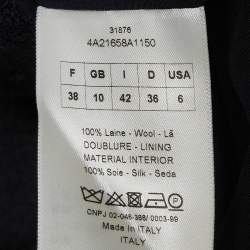 31876
4A21658A1150
F GB I D USA
38 10 42 36 6
100% Laine - Wool - Lã
DOUBLURE - LINING
MATERIAL INTERIOR
100% Soie - Silk - Seda
CNPJ 02-046-368/ 0003-99
Made In ITALY
ITALY